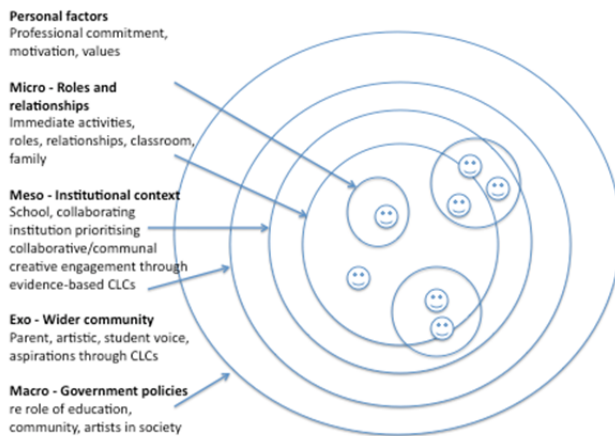 Personal factors
Professional commitment,
motivation, values
Micro - Roles and
relationships
Immediate activities,
roles, relationships, classroom,
family
Meso - Institutional context
School, collaborating
institution prioritising
collaborative/communal
creative engagement through
evidence-based CLCs
Exo - Wider community
Parent, artistic, student voice,
aspirations through CLCs
Macro - Government policies
re role of education,
community, artists in society